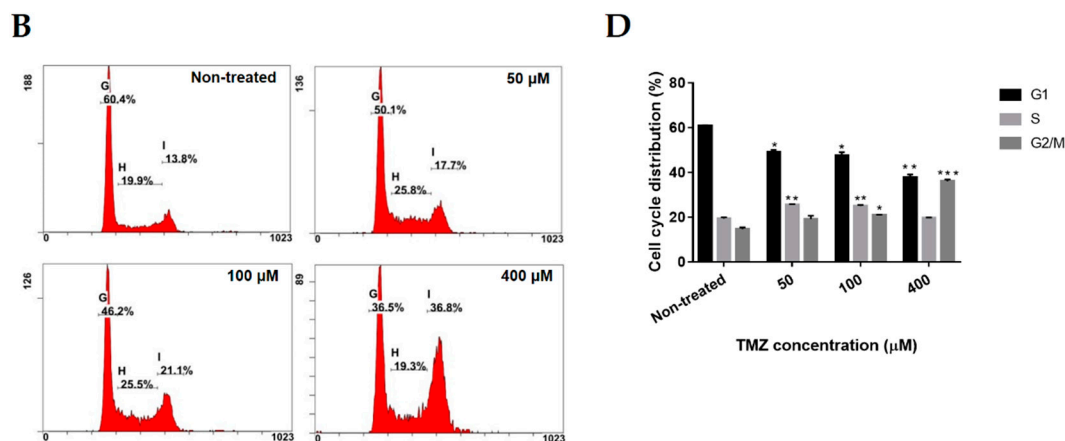 B
188
Non-treated
G
60.4%
H
19.9%
I
13.8%
0
1023
136
50 µM
G
50.1%
H
25.8%
I
17.7%
0
1023
126
100 µM
G
46.2%
H
25.5%
I
21.1%
0
1023
89
400 µM
G
36.5%
H
19.3%
I
36.8%
0
1023
D
Cell cycle distribution (%)
80
60
40
20
0
*
**
*
**
*
**
***
Non-treated
50
100
400
TMZ concentration (µM)
G1
S
G2/M